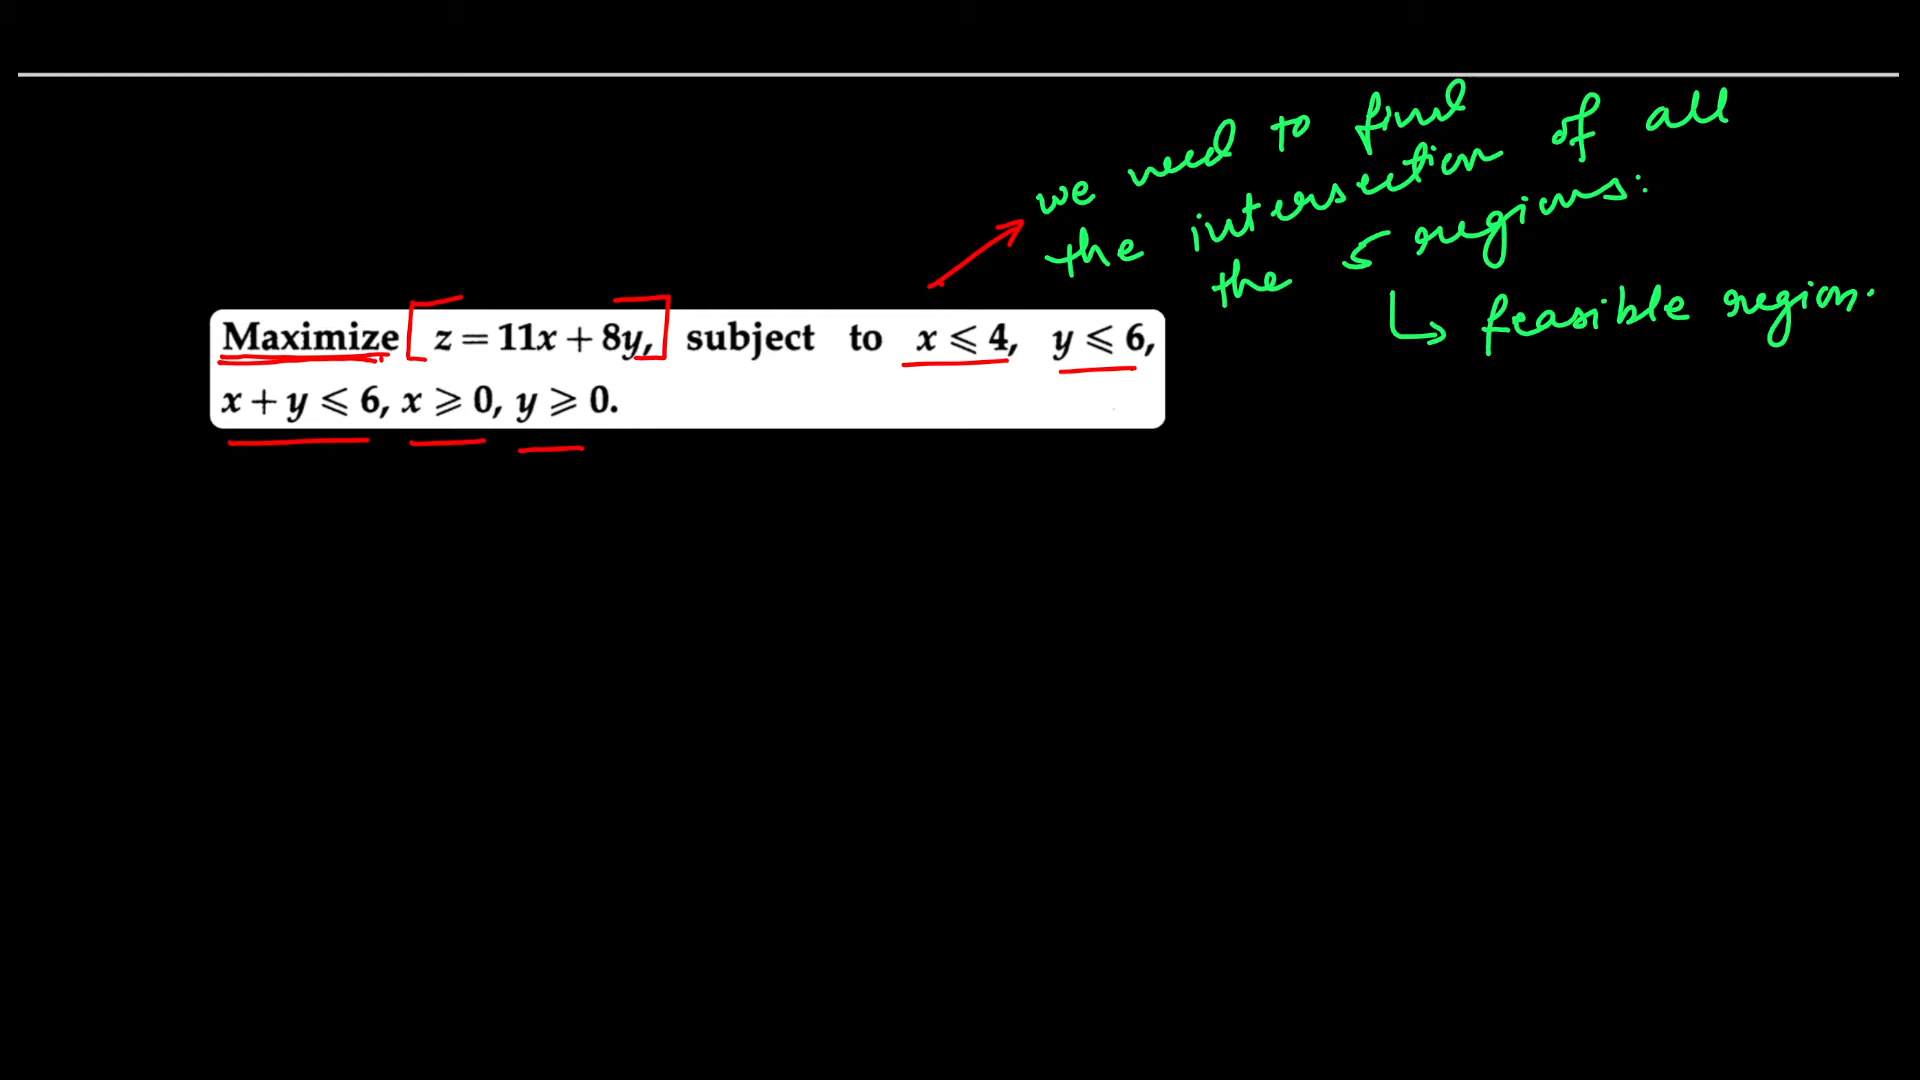 we need to find
the intersection of all
the 5 regions:
↳ feasible region.
Maximize z = 11x + 8y, subject to x ⩽ 4, y ⩽ 6,
x + y ⩽ 6, x ⩾ 0, y ⩾ 0.